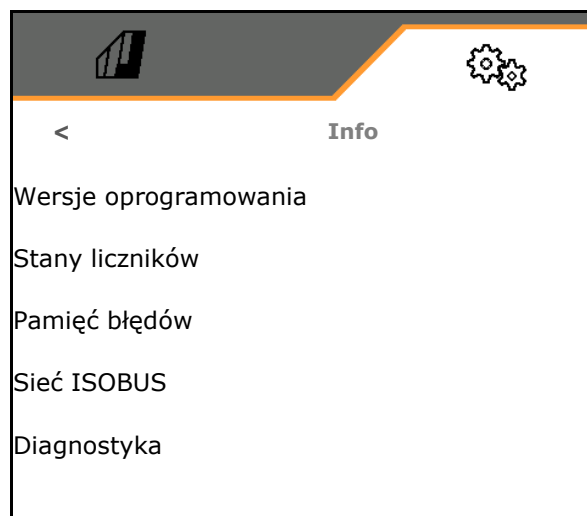 < Info
Wersje oprogramowania
Stany liczników
Pamięć błędów
Sieć ISOBUS
Diagnostyka